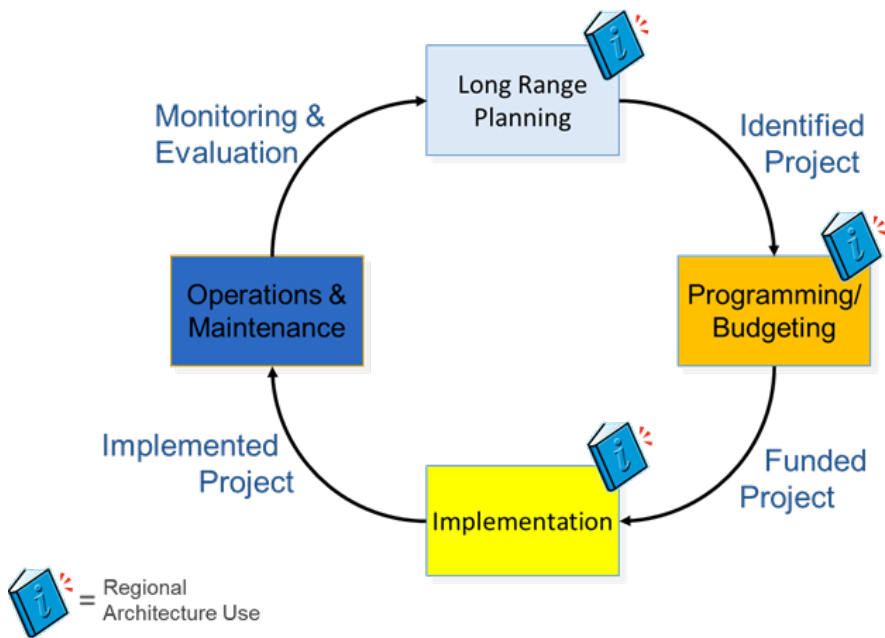 Long Range
Planning
Identified
Project
Programming/
Budgeting
Funded
Project
Implementation
Implemented
Project
Operations &
Maintenance
Monitoring &
Evaluation
i
i
i
i
= Regional
Architecture Use